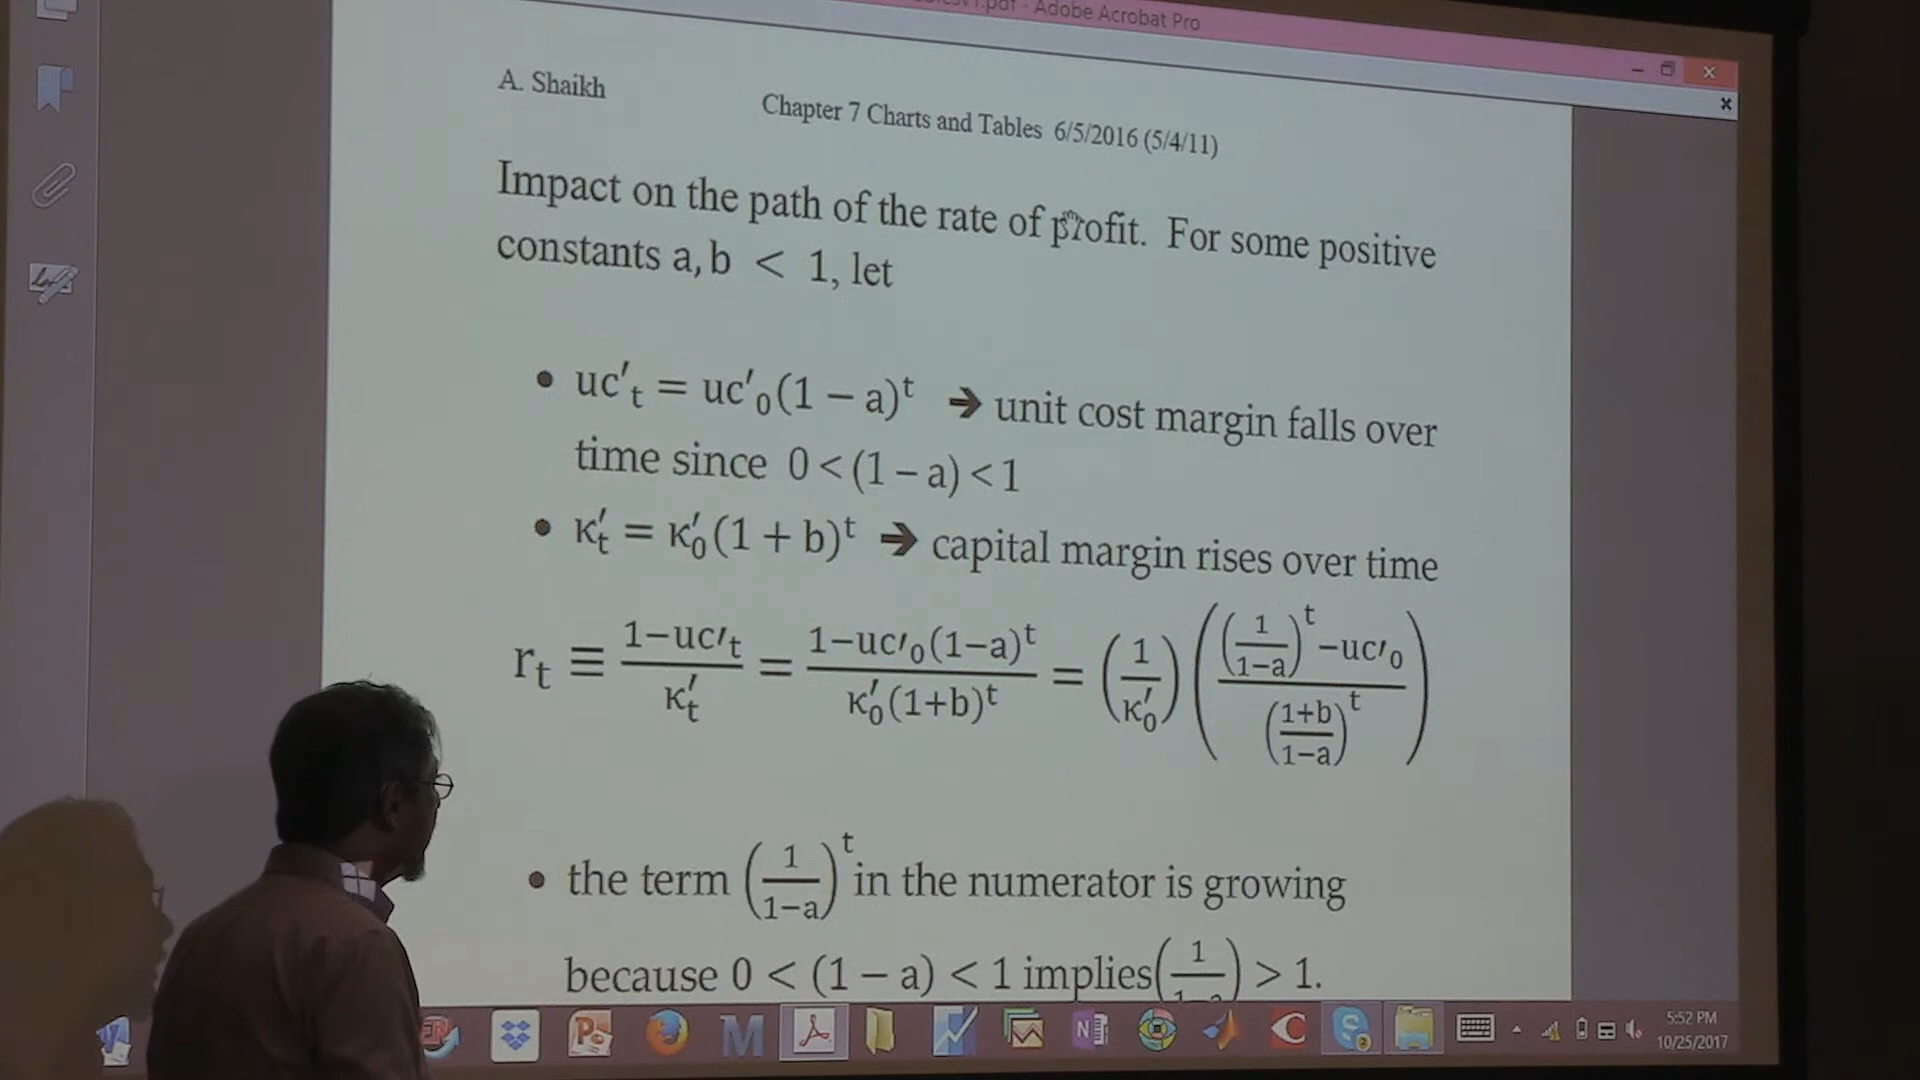 .pdf - Adobe Acrobat Pro
A. Shaikh
Chapter 7 Charts and Tables 6/5/2016 (5/4/11)
Impact on the path of the rate of profit. For some positive
constants a, b < 1, let
• uc′ₜ = uc′₀(1 − a)ᵗ ➔ unit cost margin falls over
time since 0 < (1 − a) < 1
• κ′ₜ = κ′₀(1 + b)ᵗ ➔ capital margin rises over time
rₜ ≡ (1−uc′ₜ)/κ′ₜ = (1−uc′₀(1−a)ᵗ)/(κ′₀(1+b)ᵗ) = (1/κ′₀)(((1/(1−a))ᵗ −uc′₀)/((1+b)/(1−a))ᵗ)
• the term (1/(1−a))ᵗ in the numerator is growing
because 0 < (1 − a) < 1 implies (1/(1−a)) > 1.
5:52 PM
10/25/2017